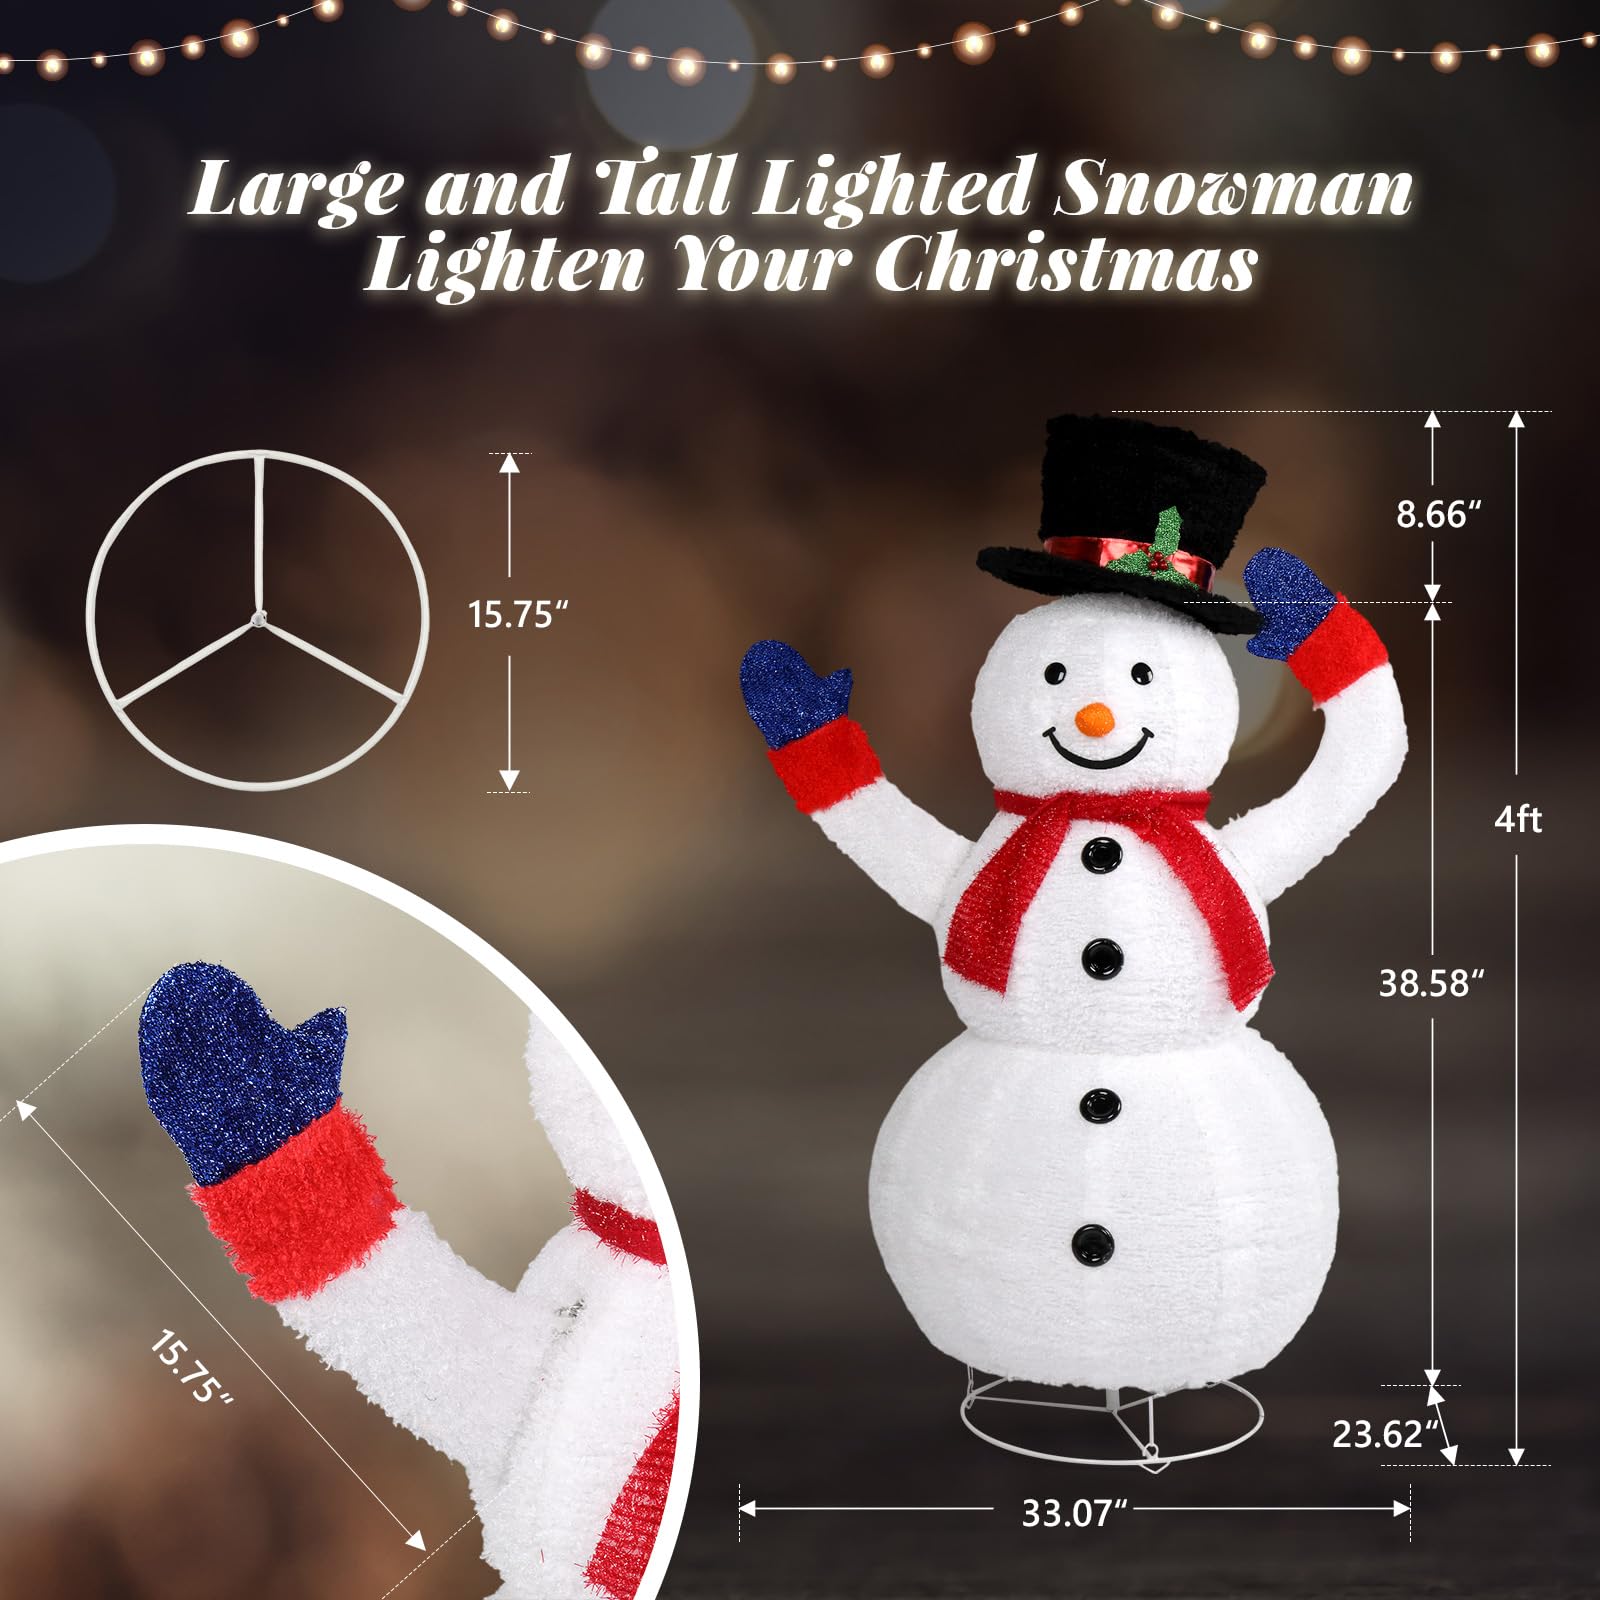 Large and Tall Lighted Snowman
Lighten Your Christmas
8.66“
15.75“
4ft
38.58“
15.75“
23.62“
33.07“